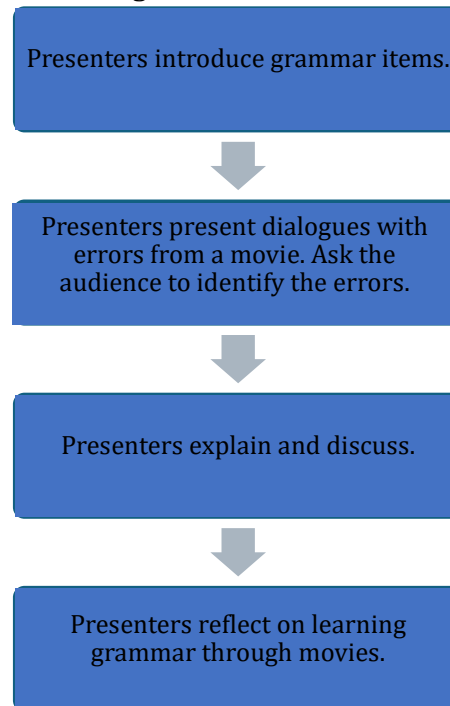 Presenters introduce grammar items.
Presenters present dialogues with
errors from a movie. Ask the
audience to identify the errors.
Presenters explain and discuss.
Presenters reflect on learning
grammar through movies.